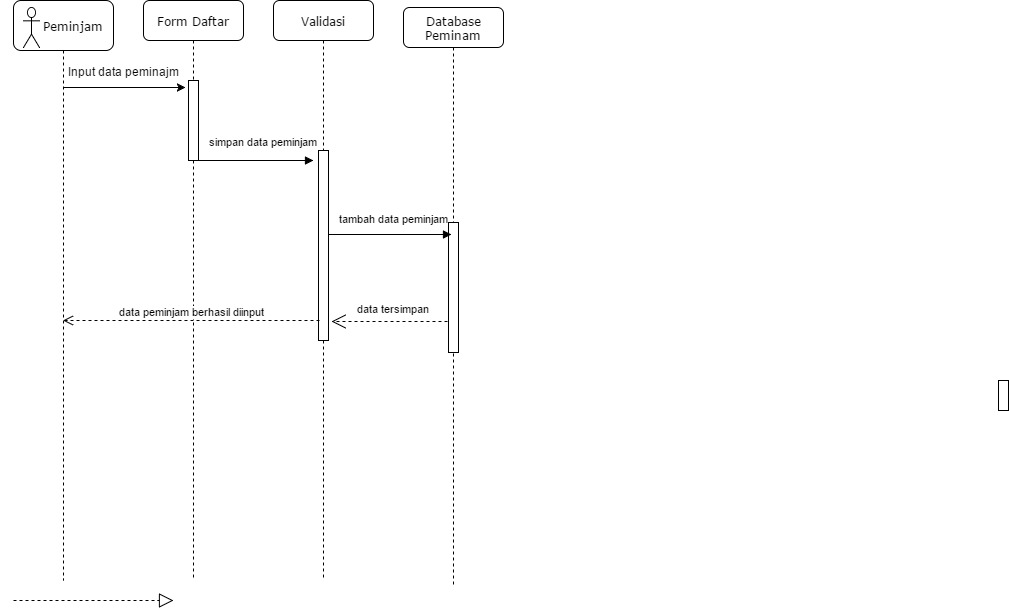 Peminjam
Form Daftar
Validasi
Database
Peminam
Input data peminajm
simpan data peminjam
tambah data peminjam
data tersimpan
data peminjam berhasil diinput